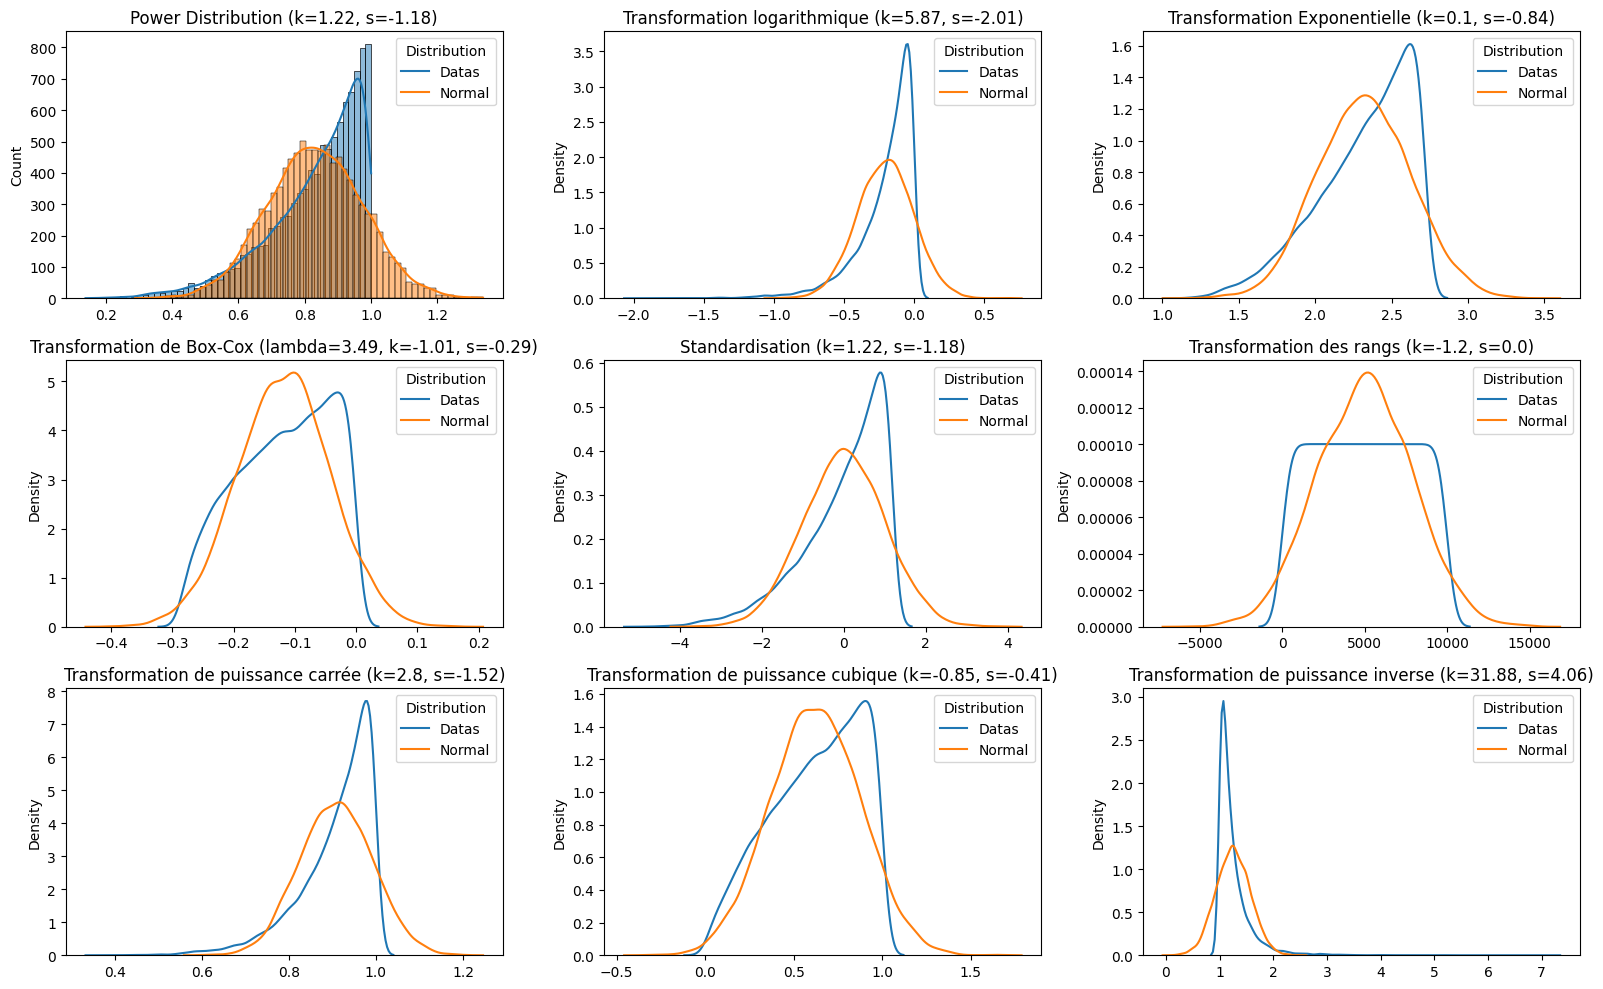 Power Distribution (k=1.22, s=-1.18)
Count
800
700
600
500
400
300
200
100
0
0.2 0.4 0.6 0.8 1.0 1.2
Distribution
Datas
Normal
Transformation logarithmique (k=5.87, s=-2.01)
Density
3.5
3.0
2.5
2.0
1.5
1.0
0.5
0.0
−2.0 −1.5 −1.0 −0.5 0.0 0.5
Distribution
Datas
Normal
Transformation Exponentielle (k=0.1, s=-0.84)
Density
1.6
1.4
1.2
1.0
0.8
0.6
0.4
0.2
0.0
1.0 1.5 2.0 2.5 3.0 3.5
Distribution
Datas
Normal
Transformation de Box-Cox (lambda=3.49, k=-1.01, s=-0.29)
Density
5
4
3
2
1
0
−0.4 −0.3 −0.2 −0.1 0.0 0.1 0.2
Distribution
Datas
Normal
Standardisation (k=1.22, s=-1.18)
Density
0.6
0.5
0.4
0.3
0.2
0.1
0.0
−4 −2 0 2 4
Distribution
Datas
Normal
Transformation des rangs (k=-1.2, s=0.0)
Density
0.00014
0.00012
0.00010
0.00008
0.00006
0.00004
0.00002
0.00000
−5000 0 5000 10000 15000
Distribution
Datas
Normal
Transformation de puissance carrée (k=2.8, s=-1.52)
Density
8
7
6
5
4
3
2
1
0
0.4 0.6 0.8 1.0 1.2
Distribution
Datas
Normal
Transformation de puissance cubique (k=-0.85, s=-0.41)
Density
1.6
1.4
1.2
1.0
0.8
0.6
0.4
0.2
0.0
−0.5 0.0 0.5 1.0 1.5
Distribution
Datas
Normal
Transformation de puissance inverse (k=31.88, s=4.06)
Density
3.0
2.5
2.0
1.5
1.0
0.5
0.0
0 1 2 3 4 5 6 7
Distribution
Datas
Normal